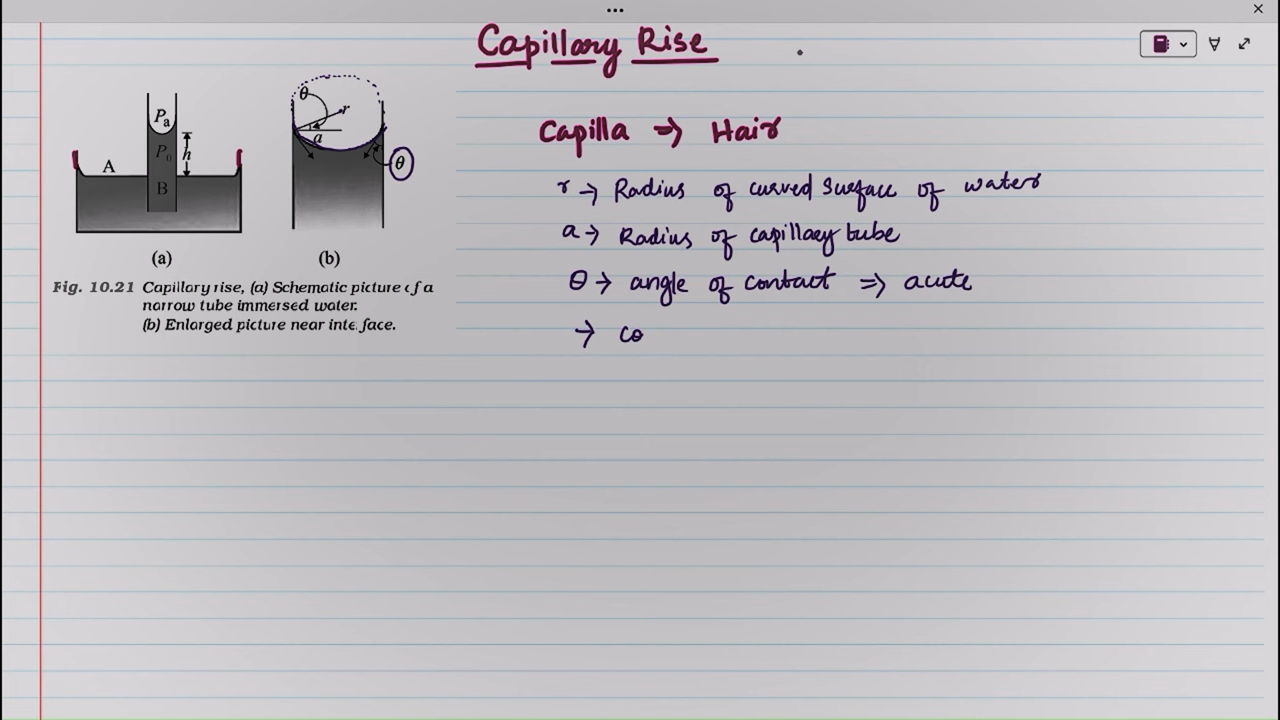 Capillary Rise
Capilla ⇒ Hair
r → Radius of curved surface of water
a → Radius of capillary tube
θ → angle of contact ⇒ acute
→ co
Pa
P0
h
A
B
θ
r
a
θ
(a)
(b)
Fig. 10.21 Capillary rise, (a) Schematic picture of a
narrow tube immersed water.
(b) Enlarged picture near interface.